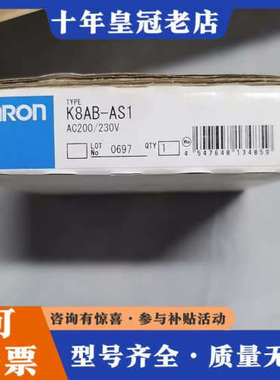 十年皇冠老店
MRON
TYPE
K8AB-AS1
AC200/230V
LOT
No
0697
QTY
1
4 547648 134859
咨询有惊喜·参与补贴活动
票
型号齐全·质量无